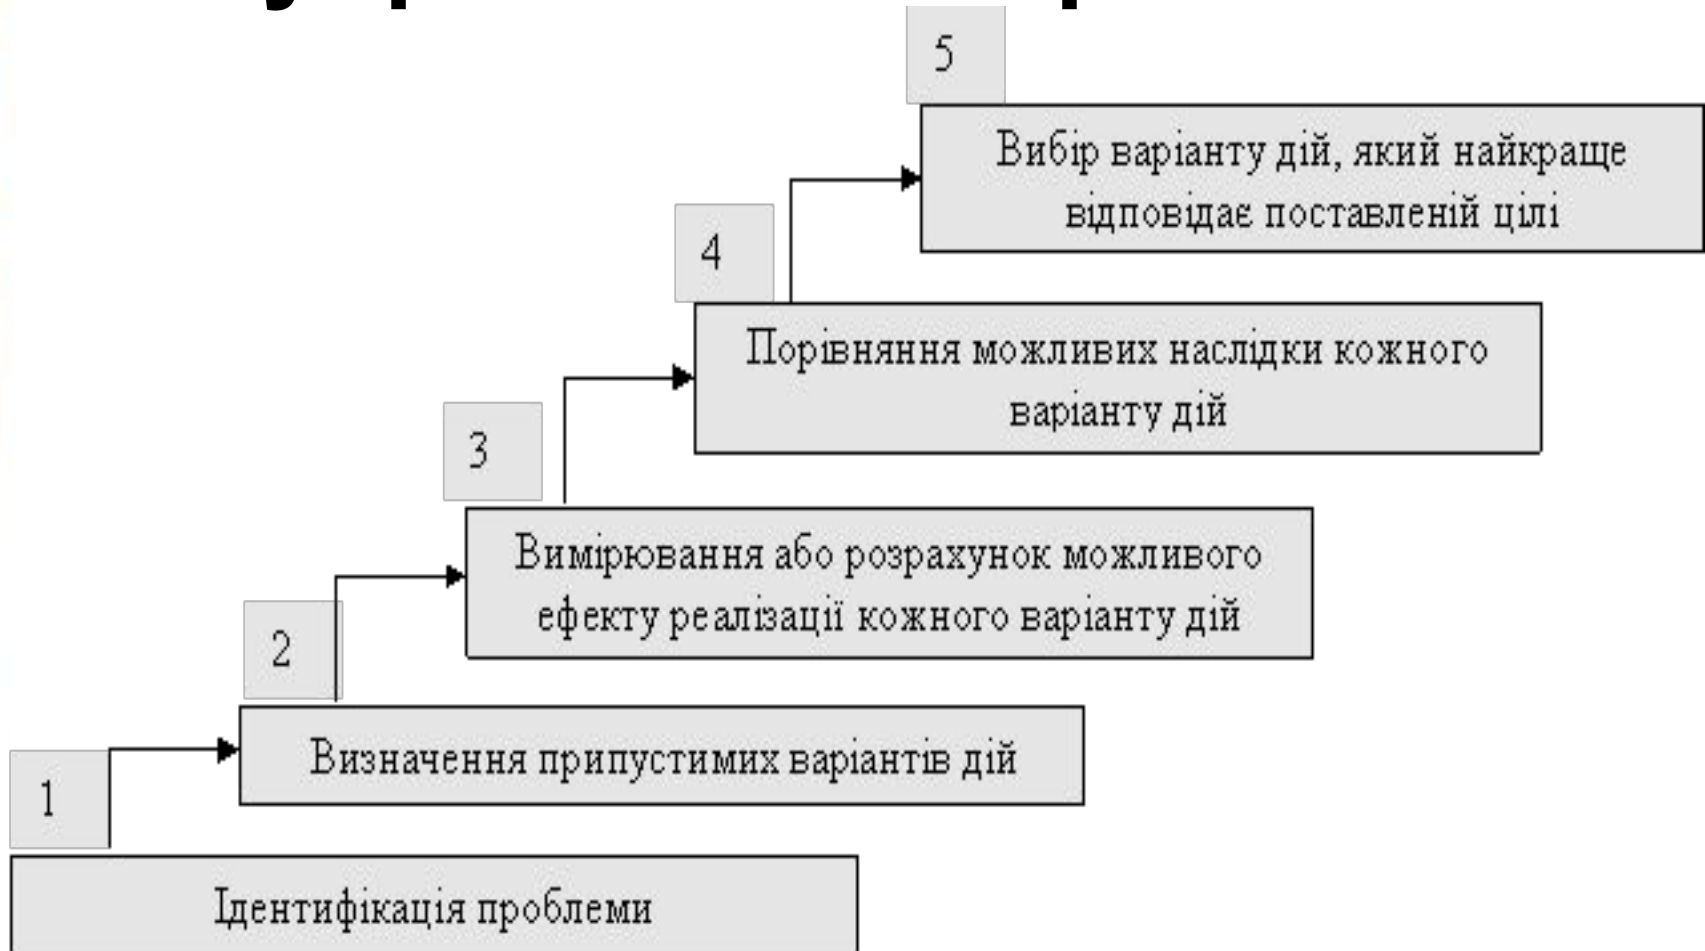 5
Вибір варіанту дій, який найкраще
відповідає поставленій цілі
4
Порівняння можливих наслідки кожного
варіанту дій
3
Вимірювання або розрахунок можливого
ефекту реалізації кожного варіанту дій
2
Визначення припустимих варіантів дій
1
Ідентифікація проблеми